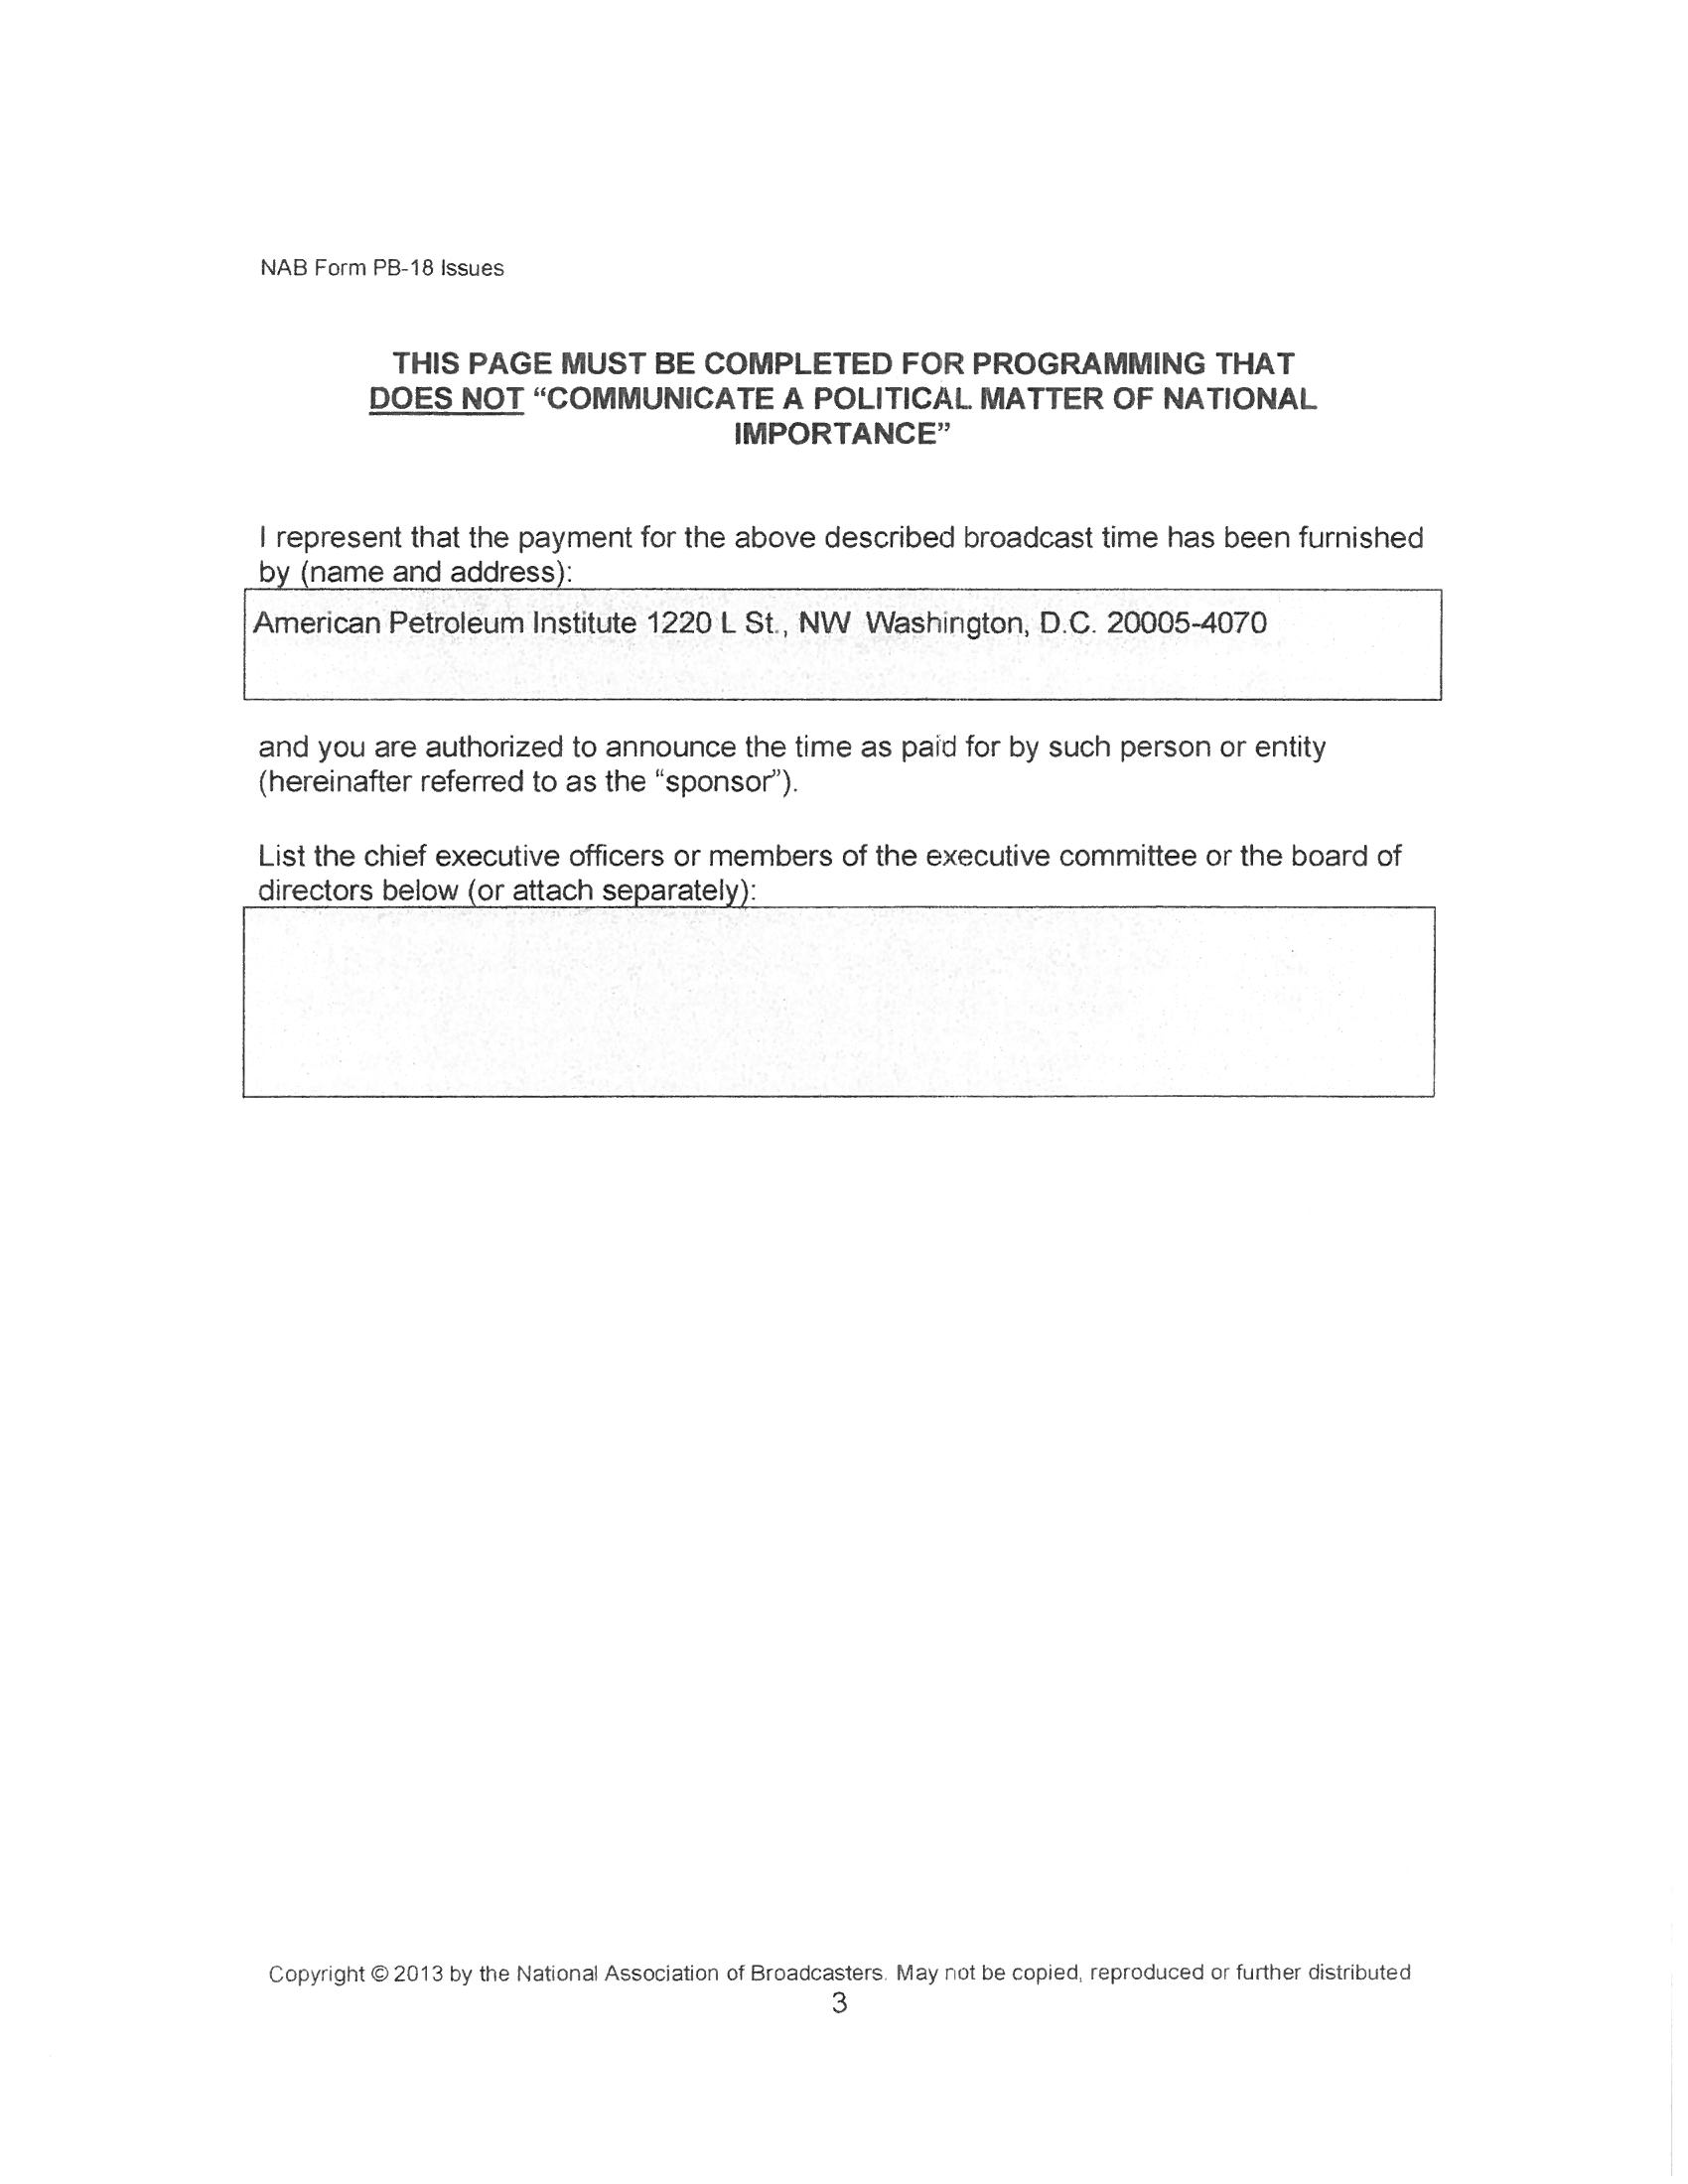 NAB Form PB-18 Issues
THIS PAGE MUST BE COMPLETED FOR PROGRAMMING THAT
DOES NOT “COMMUNICATE A POLITICAL MATTER OF NATIONAL
IMPORTANCE”
I represent that the payment for the above described broadcast time has been furnished
by (name and address):
American Petroleum Institute 1220 L St., NW Washington, D.C. 20005-4070
and you are authorized to announce the time as paid for by such person or entity
(hereinafter referred to as the “sponsor”).
List the chief executive officers or members of the executive committee or the board of
directors below (or attach separately):
Copyright © 2013 by the National Association of Broadcasters. May not be copied, reproduced or further distributed
3